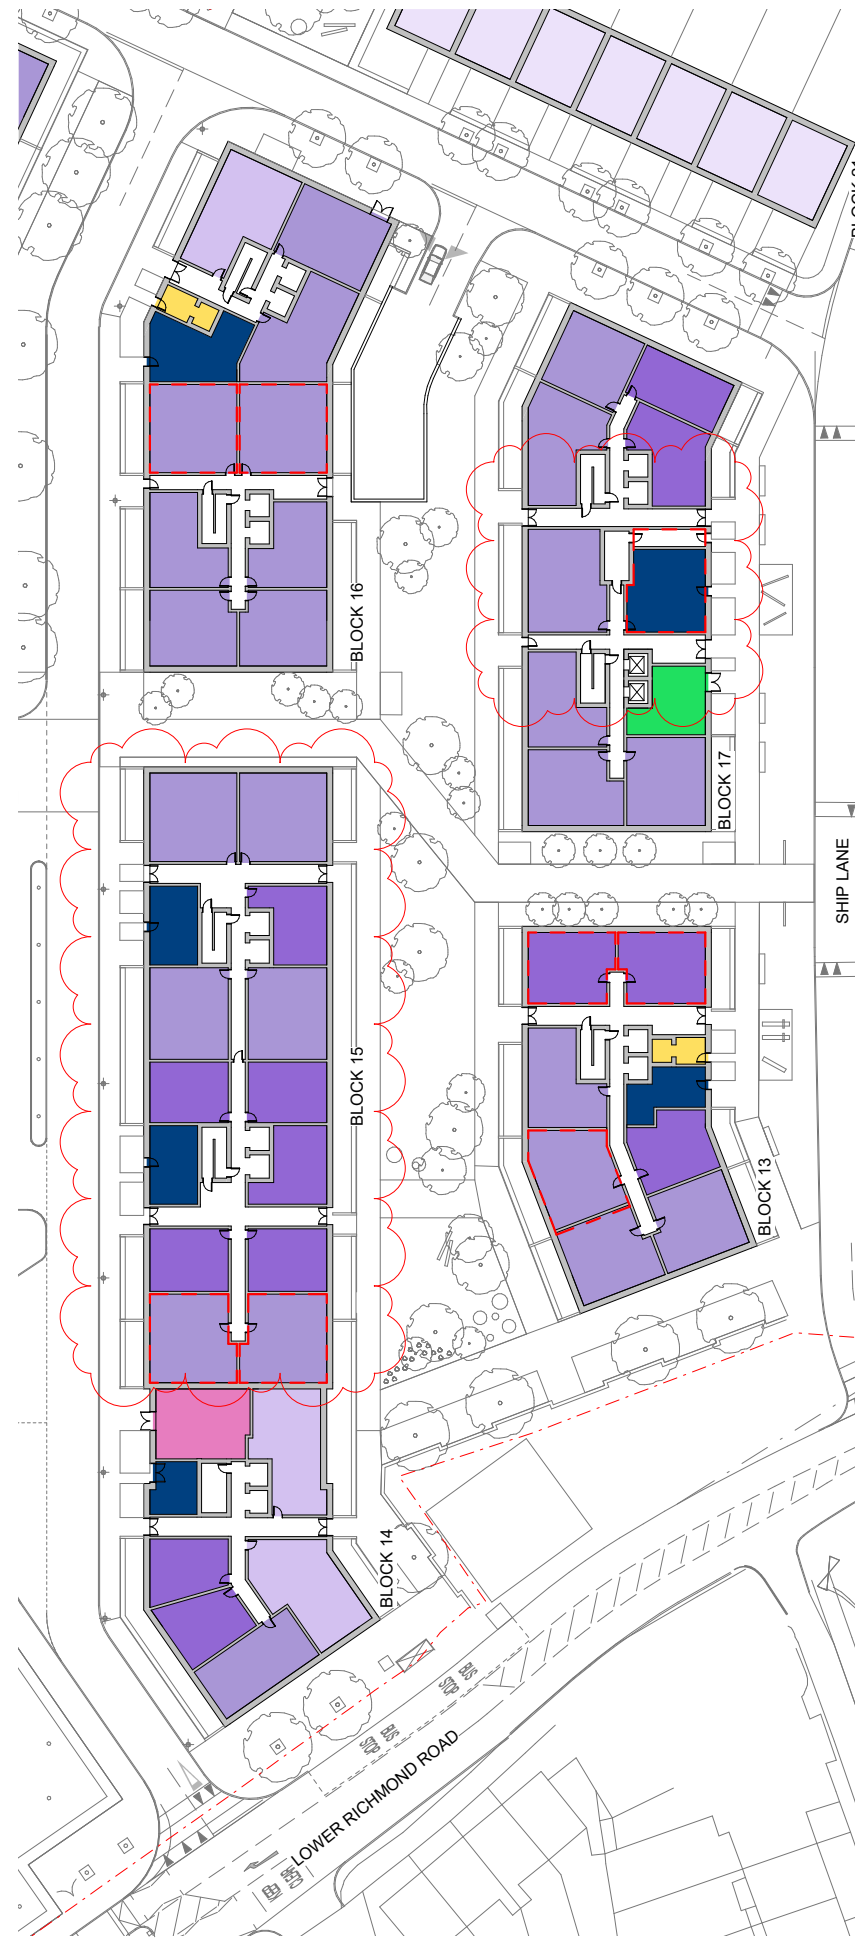 BLOCK 16
BLOCK 17
SHIP LANE
BLOCK 15
BLOCK 13
BLOCK 14
BUS
STOP
BUS
STOP
LOWER RICHMOND ROAD